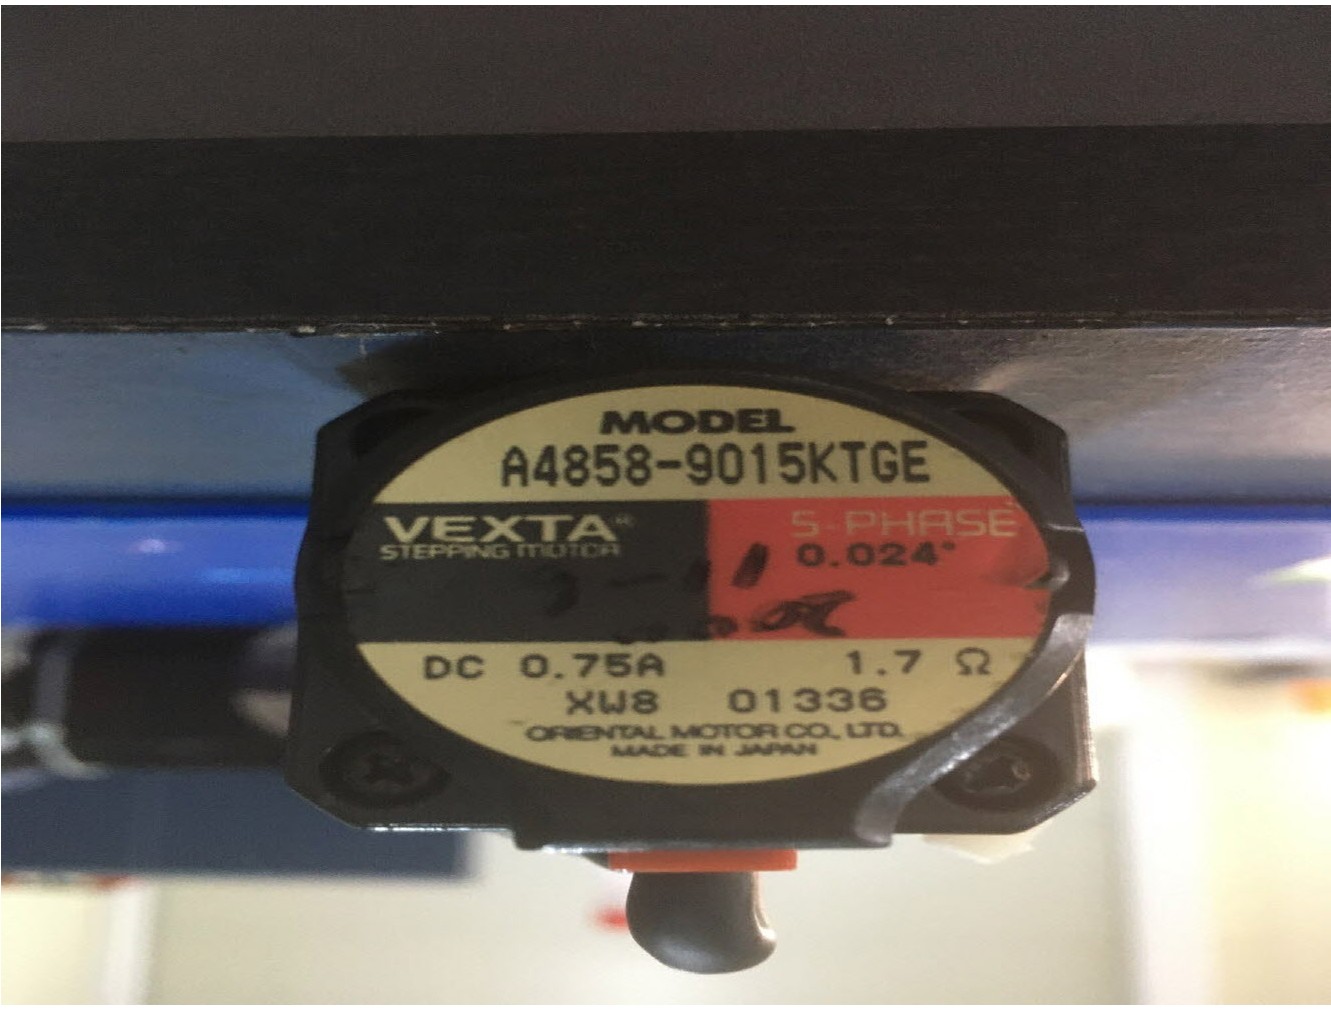 MODEL
A4858-9015KTGE
VEXTA®
STEPPING MOTOR
5-PHASE
0.024°
DC 0.75A 1.7 Ω
XW8 01336
ORIENTAL MOTOR CO., LTD.
MADE IN JAPAN